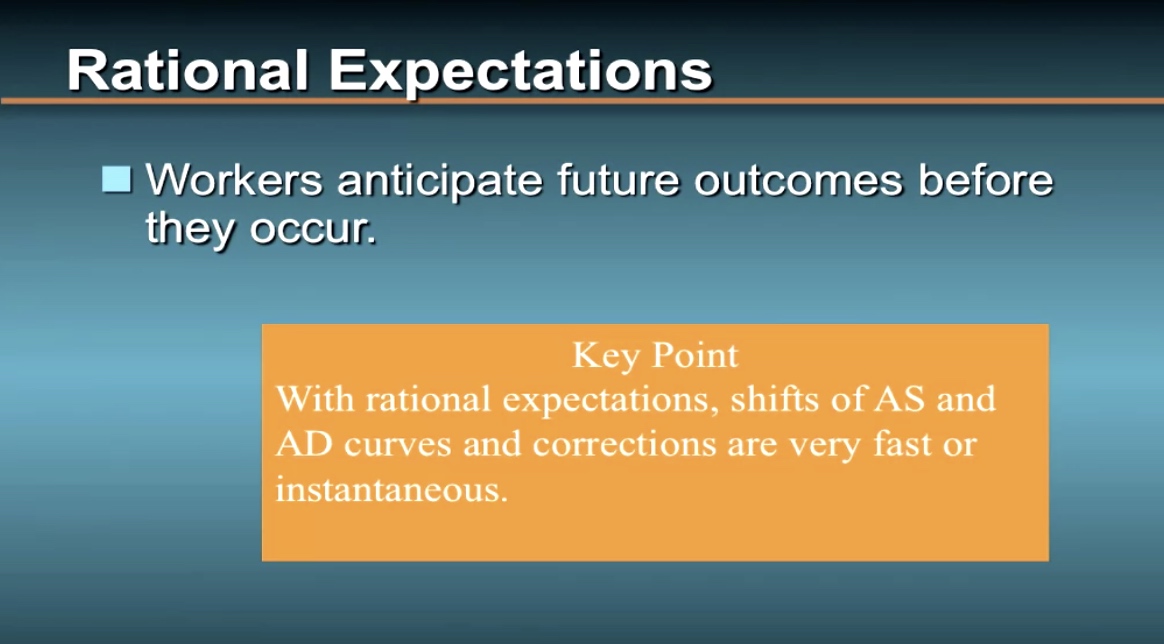 Rational Expectations
Workers anticipate future outcomes before
they occur.
Key Point
With rational expectations, shifts of AS and
AD curves and corrections are very fast or
instantaneous.